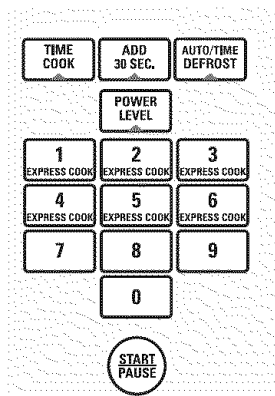 TIME
COOK
ADD
30 SEC.
AUTO/TIME
DEFROST
POWER
LEVEL
1
EXPRESS COOK
2
EXPRESS COOK
3
EXPRESS COOK
4
EXPRESS COOK
5
EXPRESS COOK
6
EXPRESS COOK
7
8
9
0
START
PAUSE